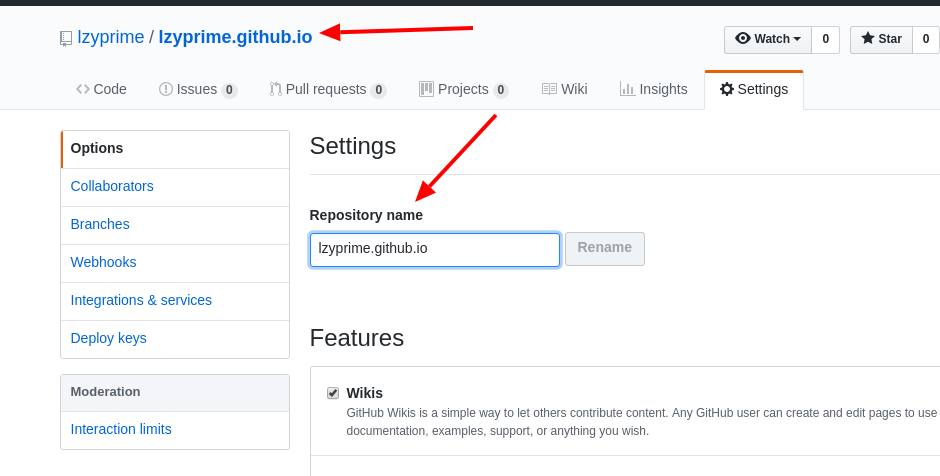 lzyprime / lzyprime.github.io
Watch 0 Star 0
Code Issues 0 Pull requests 0 Projects 0 Wiki Insights Settings
Options
Collaborators
Branches
Webhooks
Integrations & services
Deploy keys
Moderation
Interaction limits
Settings
Repository name
lzyprime.github.io Rename
Features
Wikis
GitHub Wikis is a simple way to let others contribute content. Any GitHub user can create and edit pages to use
documentation, examples, support, or anything you wish.